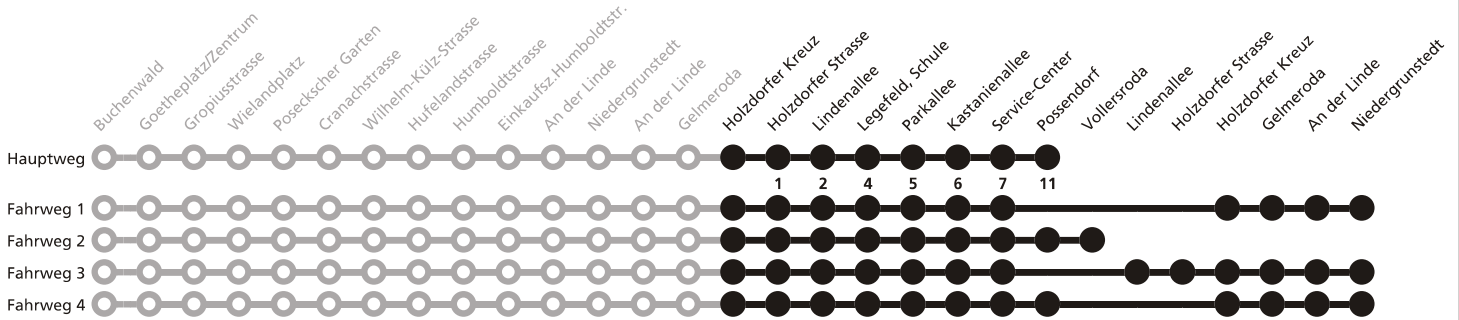 Buchenwald
Goetheplatz/Zentrum
Gropiusstrasse
Wielandplatz
Poseckscher Garten
Cranachstrasse
Wilhelm-Külz-Strasse
Hufelandstrasse
Humboldtstrasse
Einkaufsz.Humboldtstr.
An der Linde
Niedergrunstedt
An der Linde
Gelmeroda
Holzdorfer Kreuz
Holzdorfer Strasse
Lindenallee
Legefeld, Schule
Parkallee
Kastanienallee
Service-Center
Possendorf
Vollersroda
Lindenallee
Holzdorfer Strasse
Holzdorfer Kreuz
Gelmeroda
An der Linde
Niedergrunstedt
Hauptweg
1 2 4 5 6 7 11
Fahrweg 1
Fahrweg 2
Fahrweg 3
Fahrweg 4